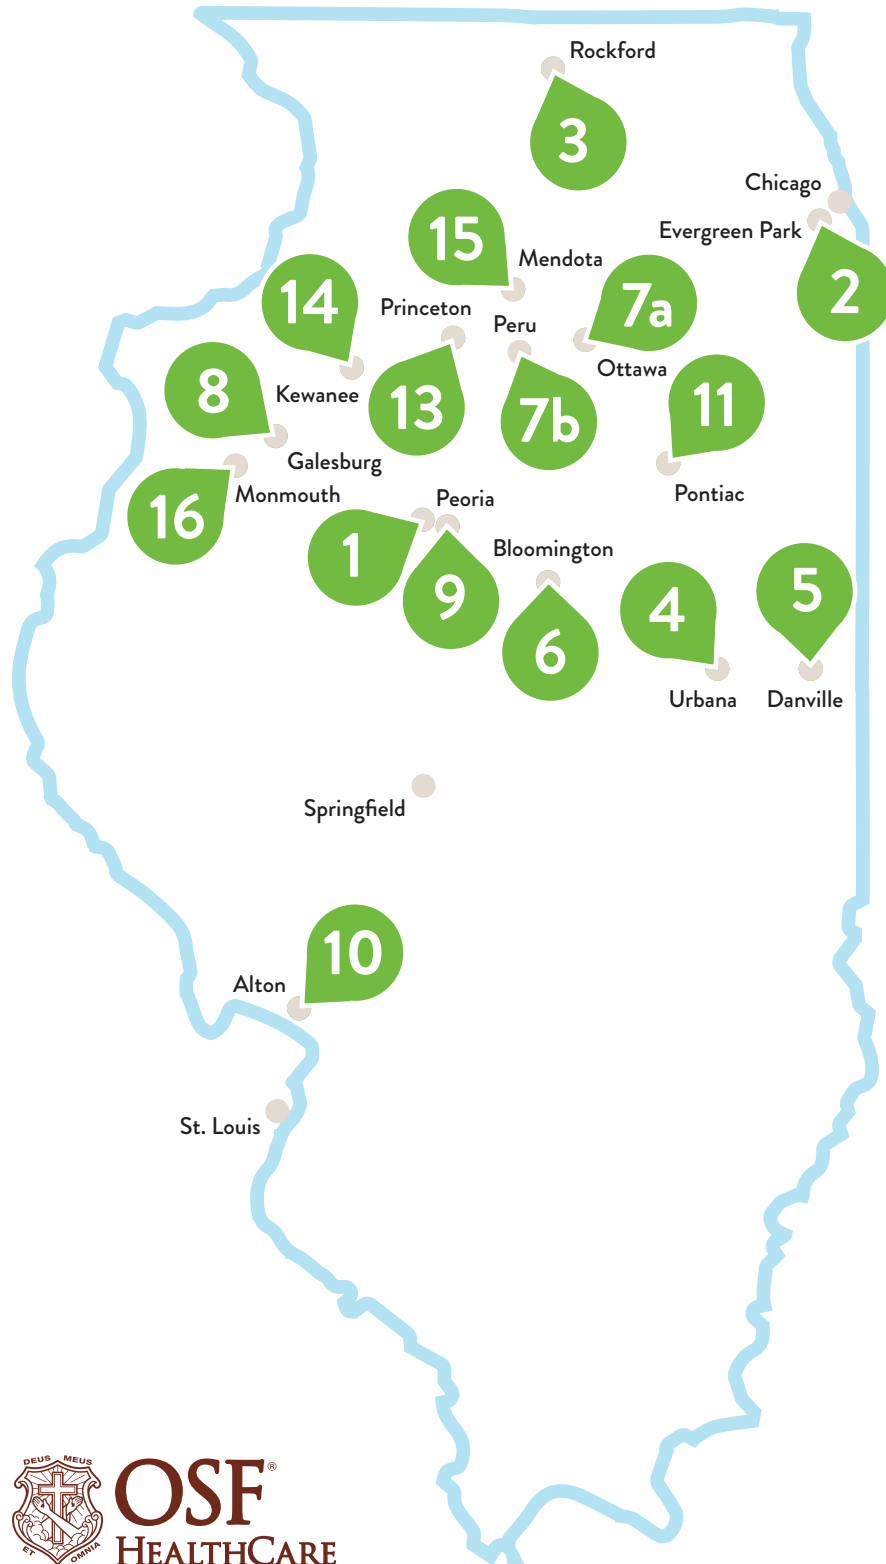 Rockford
3
Chicago
Evergreen Park
2
15
Mendota
14
Princeton
7a
Peru
Ottawa
8
Kewanee
13
7b
11
Galesburg
16
Monmouth
Pontiac
Peoria
1
Bloomington
9
4
5
6
Urbana
Danville
Springfield
10
Alton
St. Louis
DEUS MEUS
ET OMNIA
OSF®
HEALTHCARE